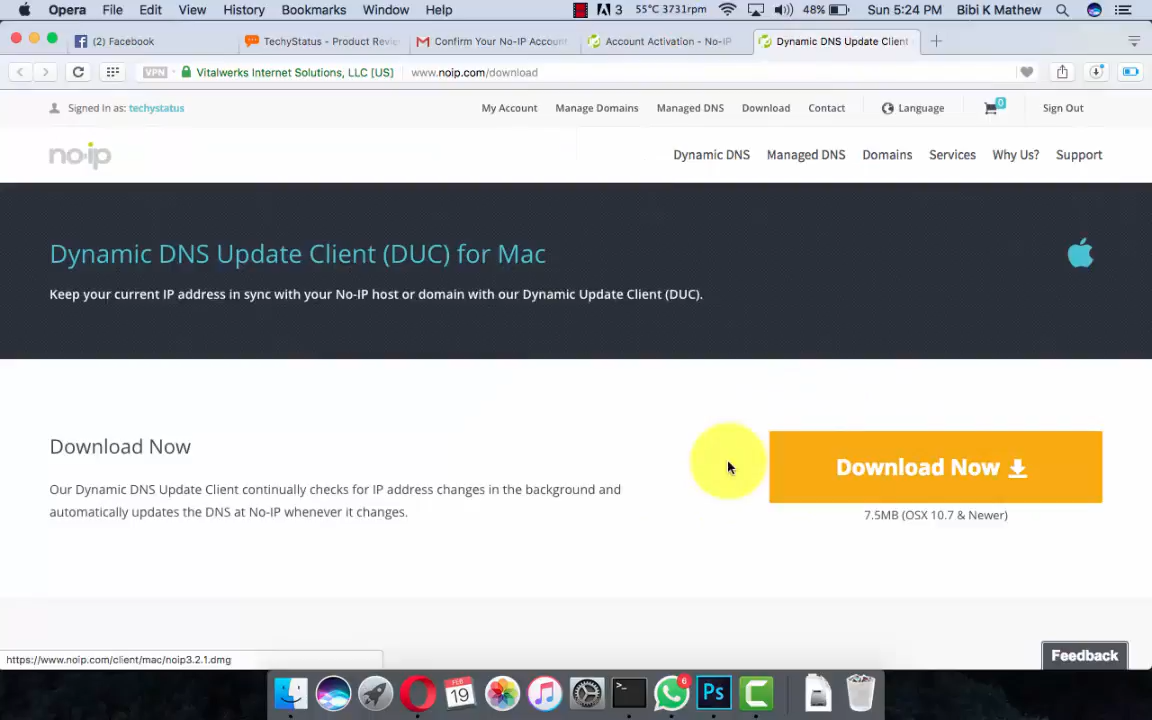 Opera File Edit View History Bookmarks Window Help 3 55°C 3731rpm 48% Sun 5:24 PM Bibi K Mathew
(2) Facebook TechyStatus - Product Revie Confirm Your No-IP Accoun Account Activation - No-IP Dynamic DNS Update Client
VPN Vitalwerks Internet Solutions, LLC [US] www.noip.com/download
Signed In as: techystatus My Account Manage Domains Managed DNS Download Contact Language 0 Sign Out
no-ip Dynamic DNS Managed DNS Domains Services Why Us? Support
Dynamic DNS Update Client (DUC) for Mac
Keep your current IP address in sync with your No-IP host or domain with our Dynamic Update Client (DUC).
Download Now
Download Now
Our Dynamic DNS Update Client continually checks for IP address changes in the background and
automatically updates the DNS at No-IP whenever it changes.
7.5MB (OSX 10.7 & Newer)
Feedback
https://www.noip.com/client/mac/noip3.2.1.dmg
FEB
19
>_
6
Ps
C